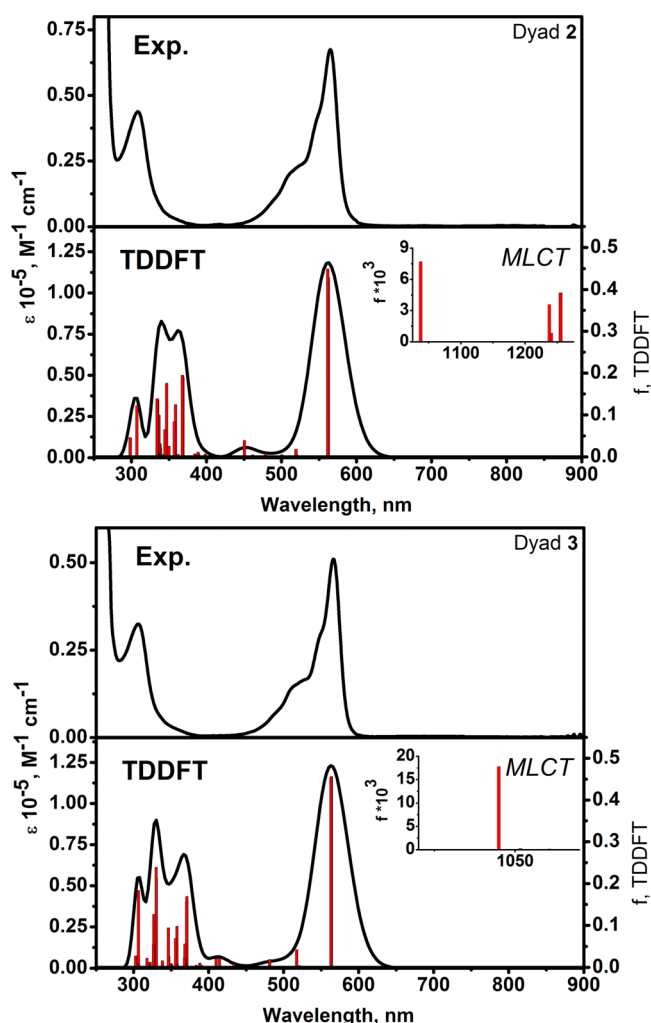 Exp.
Dyad 2
0.75
0.50
0.25
0.00
TDDFT
MLCT
1.25
1.00
0.75
0.50
0.25
0.00
0.5
0.4
0.3
0.2
0.1
0.0
9
6
3
0
f *10^3
1100 1200
ε 10^-5, M^-1 cm^-1
f, TDDFT
300 400 500 600 700 800 900
Wavelength, nm
Exp.
Dyad 3
0.50
0.25
0.00
TDDFT
MLCT
1.25
1.00
0.75
0.50
0.25
0.00
0.5
0.4
0.3
0.2
0.1
0.0
20
15
10
5
0
f *10^3
1050
ε 10^-5, M^-1 cm^-1
f, TDDFT
300 400 500 600 700 800 900
Wavelength, nm